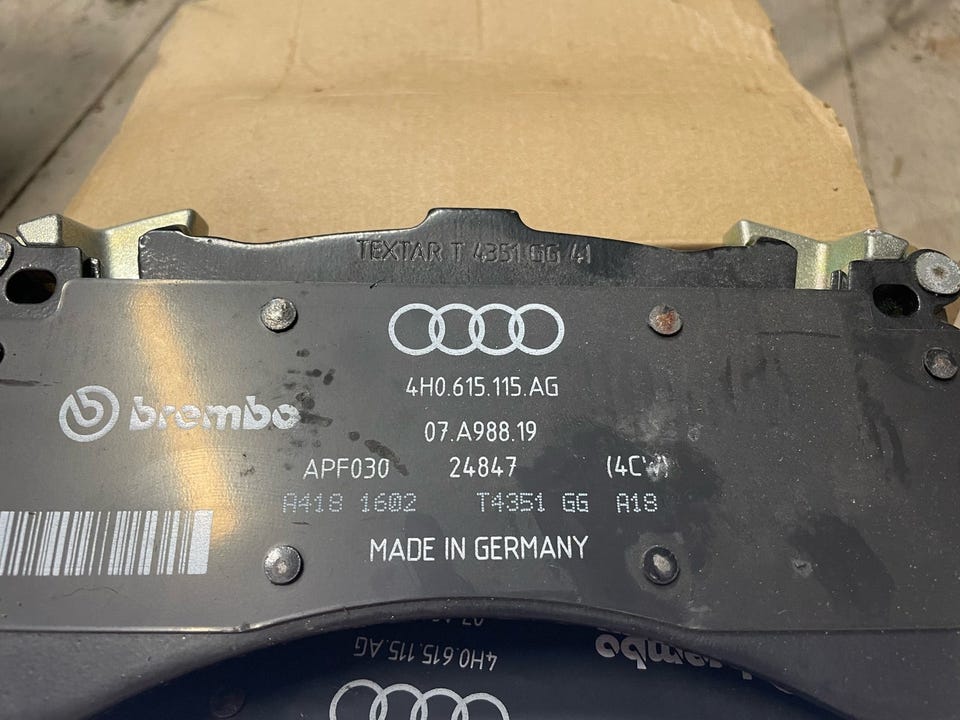 TEXTAR T 4351 GG 41
4H0.615.115.AG
brembo
07.A988.19
APF030 24847 (4CW)
A418 1602 T4351 GG A18
MADE IN GERMANY
4H0.615.115.AG
brembo